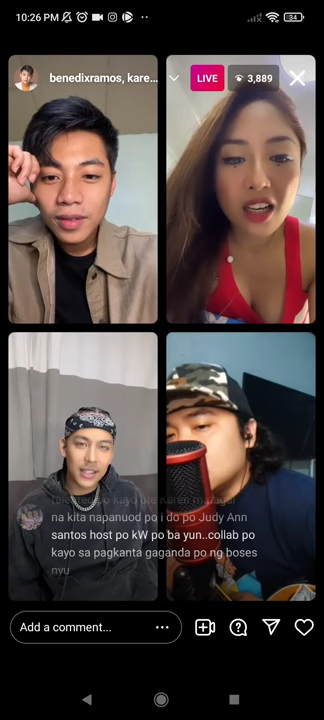 10:26 PM
34
benedixramos, kare...
LIVE
3,889
na kita napanuod po i do po Judy Ann
santos host po kW po ba yun..collab po
kayo sa pagkanta gaganda po ng boses
nyu
Add a comment...